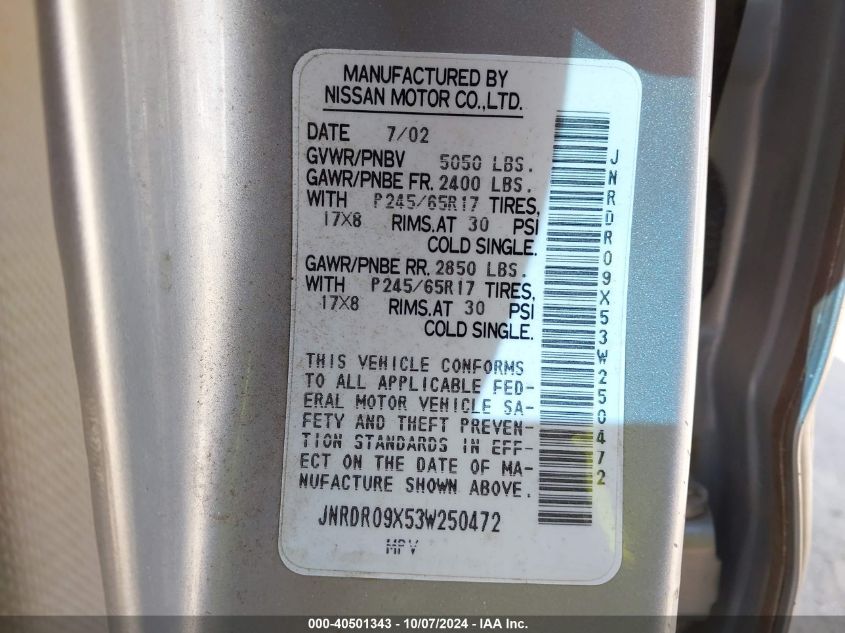 MANUFACTURED BY
NISSAN MOTOR CO.,LTD.
DATE 7/02
GVWR/PNBV 5050 LBS.
GAWR/PNBE FR. 2400 LBS.
WITH P245/65R17 TIRES,
17X8 RIMS.AT 30 PSI
COLD SINGLE.
GAWR/PNBE RR. 2850 LBS.
WITH P245/65R17 TIRES,
17X8 RIMS.AT 30 PSI
COLD SINGLE.
THIS VEHICLE CONFORMS
TO ALL APPLICABLE FED-
ERAL MOTOR VEHICLE SA-
FETY AND THEFT PREVEN-
TION STANDARDS IN EFF-
ECT ON THE DATE OF MA-
NUFACTURE SHOWN ABOVE.
JNRDR09X53W250472
MPV
JNRDR09X53W250472
000-40501343 - 10/07/2024 - IAA Inc.